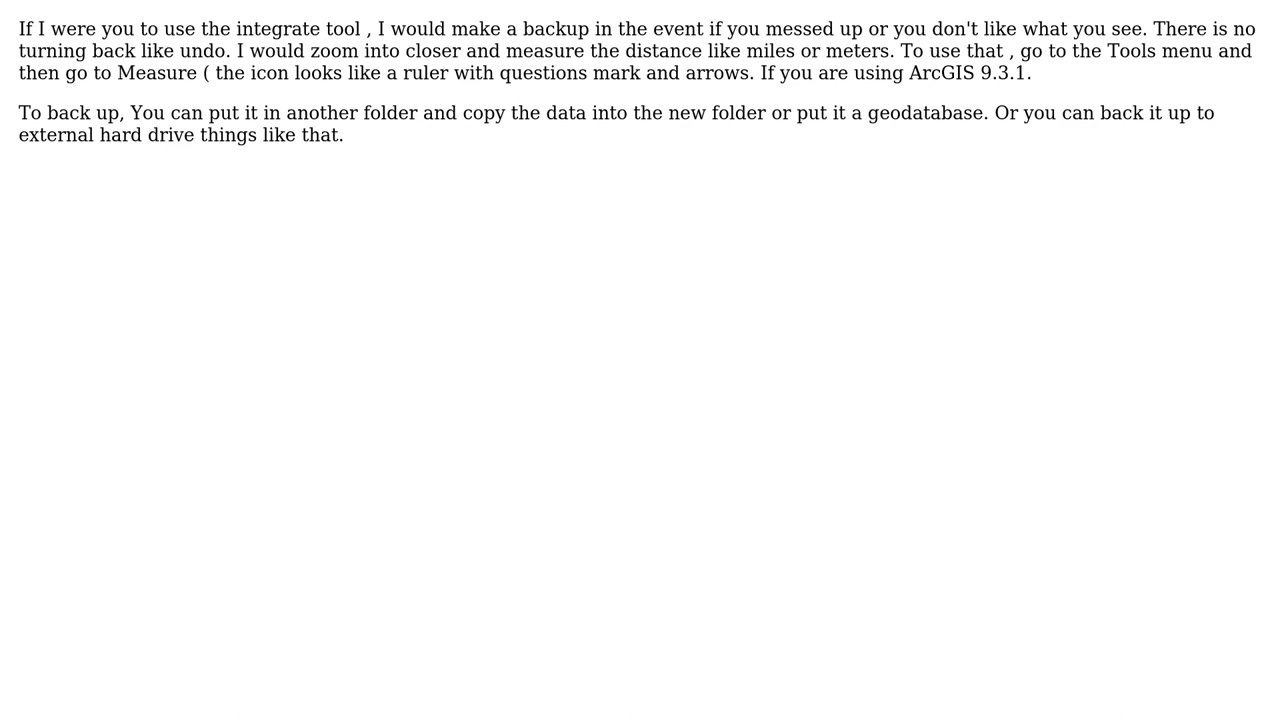 If I were you to use the integrate tool , I would make a backup in the event if you messed up or you don't like what you see. There is no
turning back like undo. I would zoom into closer and measure the distance like miles or meters. To use that , go to the Tools menu and
then go to Measure ( the icon looks like a ruler with questions mark and arrows. If you are using ArcGIS 9.3.1.
To back up, You can put it in another folder and copy the data into the new folder or put it a geodatabase. Or you can back it up to
external hard drive things like that.